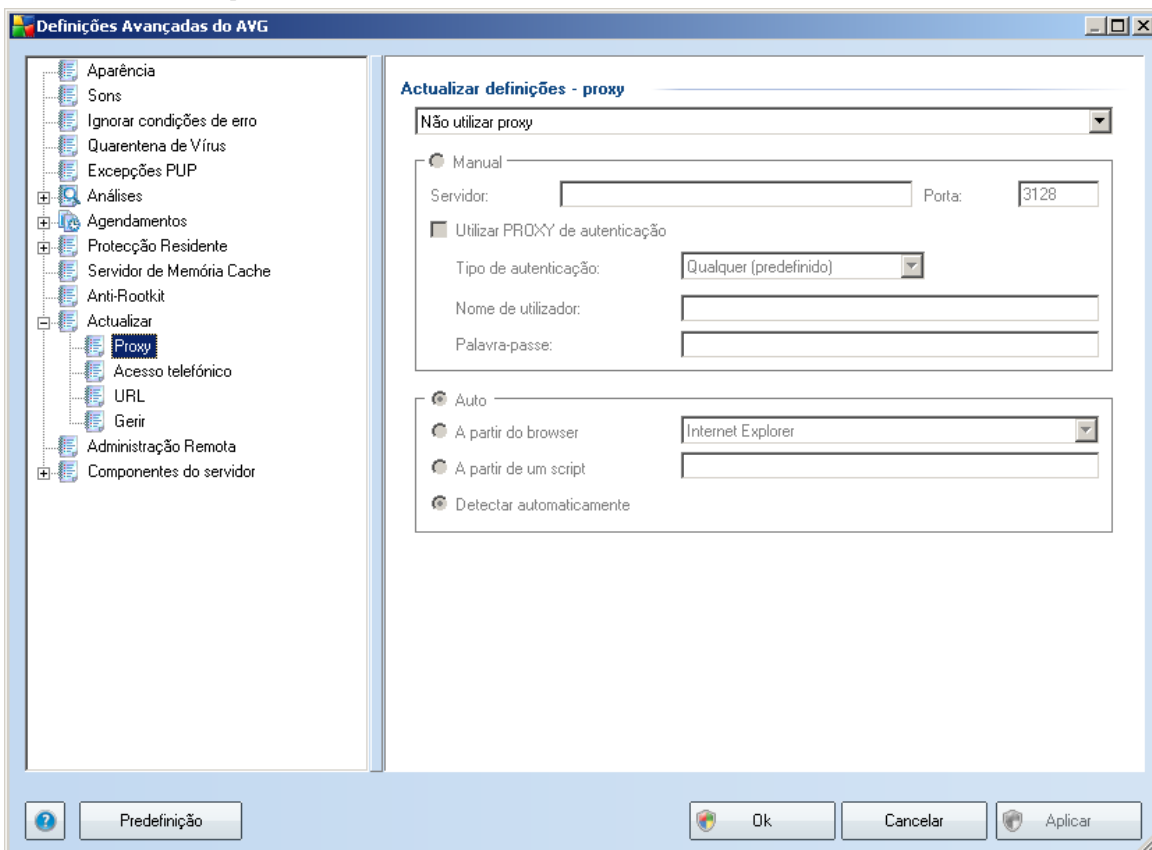 Definições Avançadas do AVG
Aparência
Sons
Ignorar condições de erro
Quarentena de Vírus
Excepções PUP
Análises
Agendamentos
Protecção Residente
Servidor de Memória Cache
Anti-Rootkit
Actualizar
Proxy
Acesso telefónico
URL
Gerir
Administração Remota
Componentes do servidor
Actualizar definições - proxy
Não utilizar proxy
Manual
Servidor: Porta: 3128
Utilizar PROXY de autenticação
Tipo de autenticação: Qualquer (predefinido)
Nome de utilizador:
Palavra-passe:
Auto
A partir do browser Internet Explorer
A partir de um script
Detectar automaticamente
Predefinição Ok Cancelar Aplicar